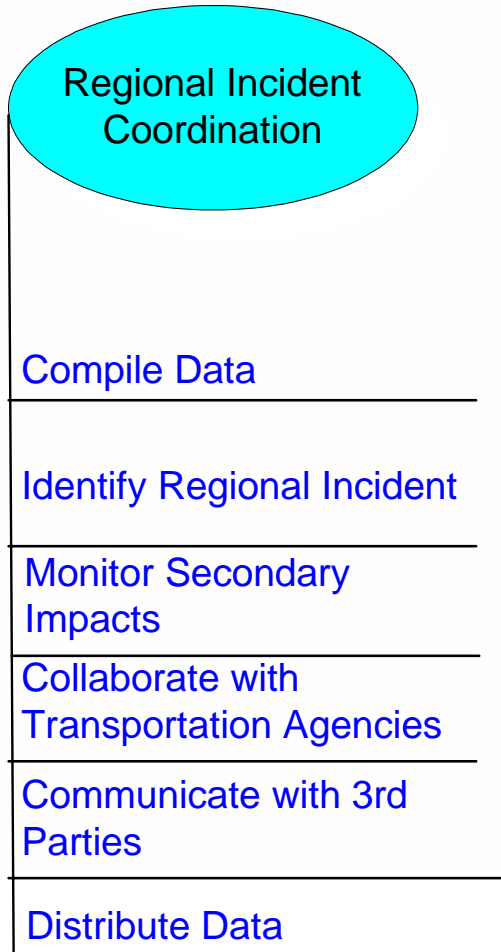 Regional Incident
Coordination
Compile Data
Identify Regional Incident
Monitor Secondary
Impacts
Collaborate with
Transportation Agencies
Communicate with 3rd
Parties
Distribute Data